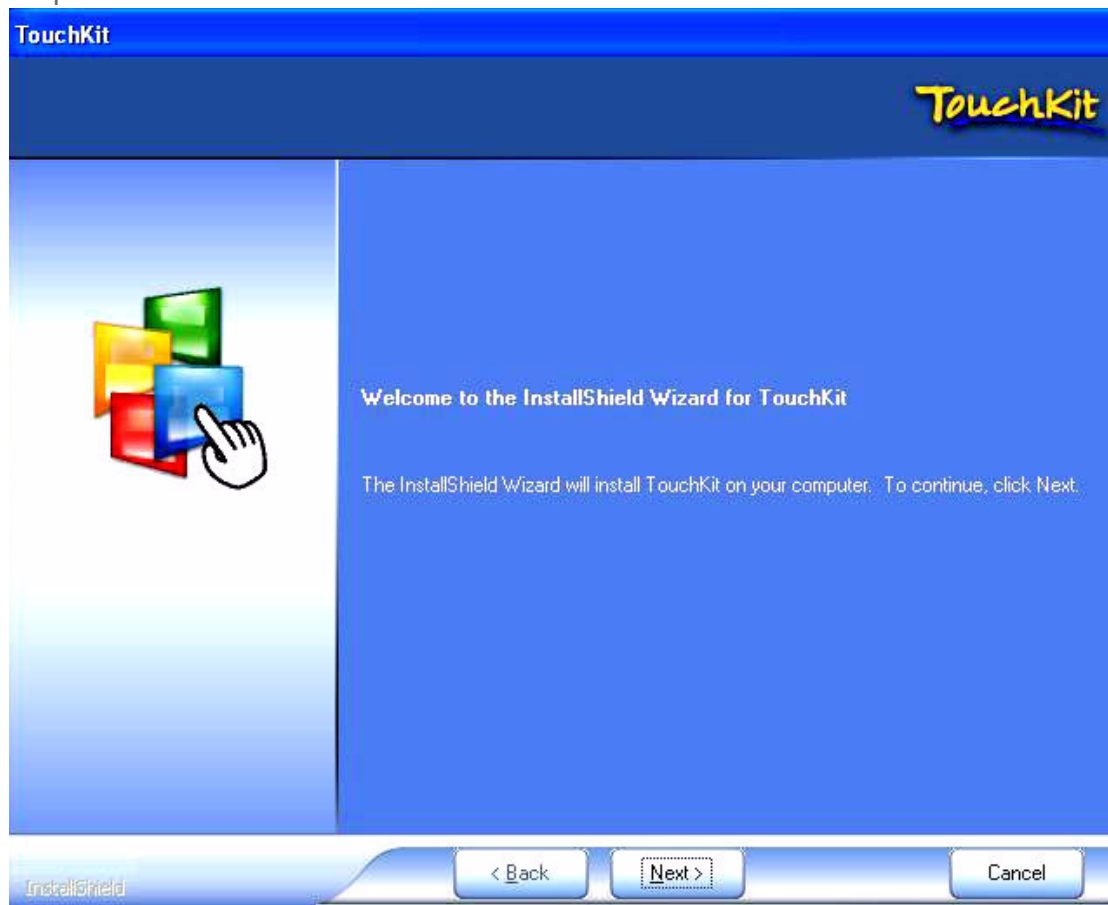 TouchKit
TouchKit
Welcome to the InstallShield Wizard for TouchKit
The InstallShield Wizard will install TouchKit on your computer. To continue, click Next.
InstallShield
< Back
Next >
Cancel